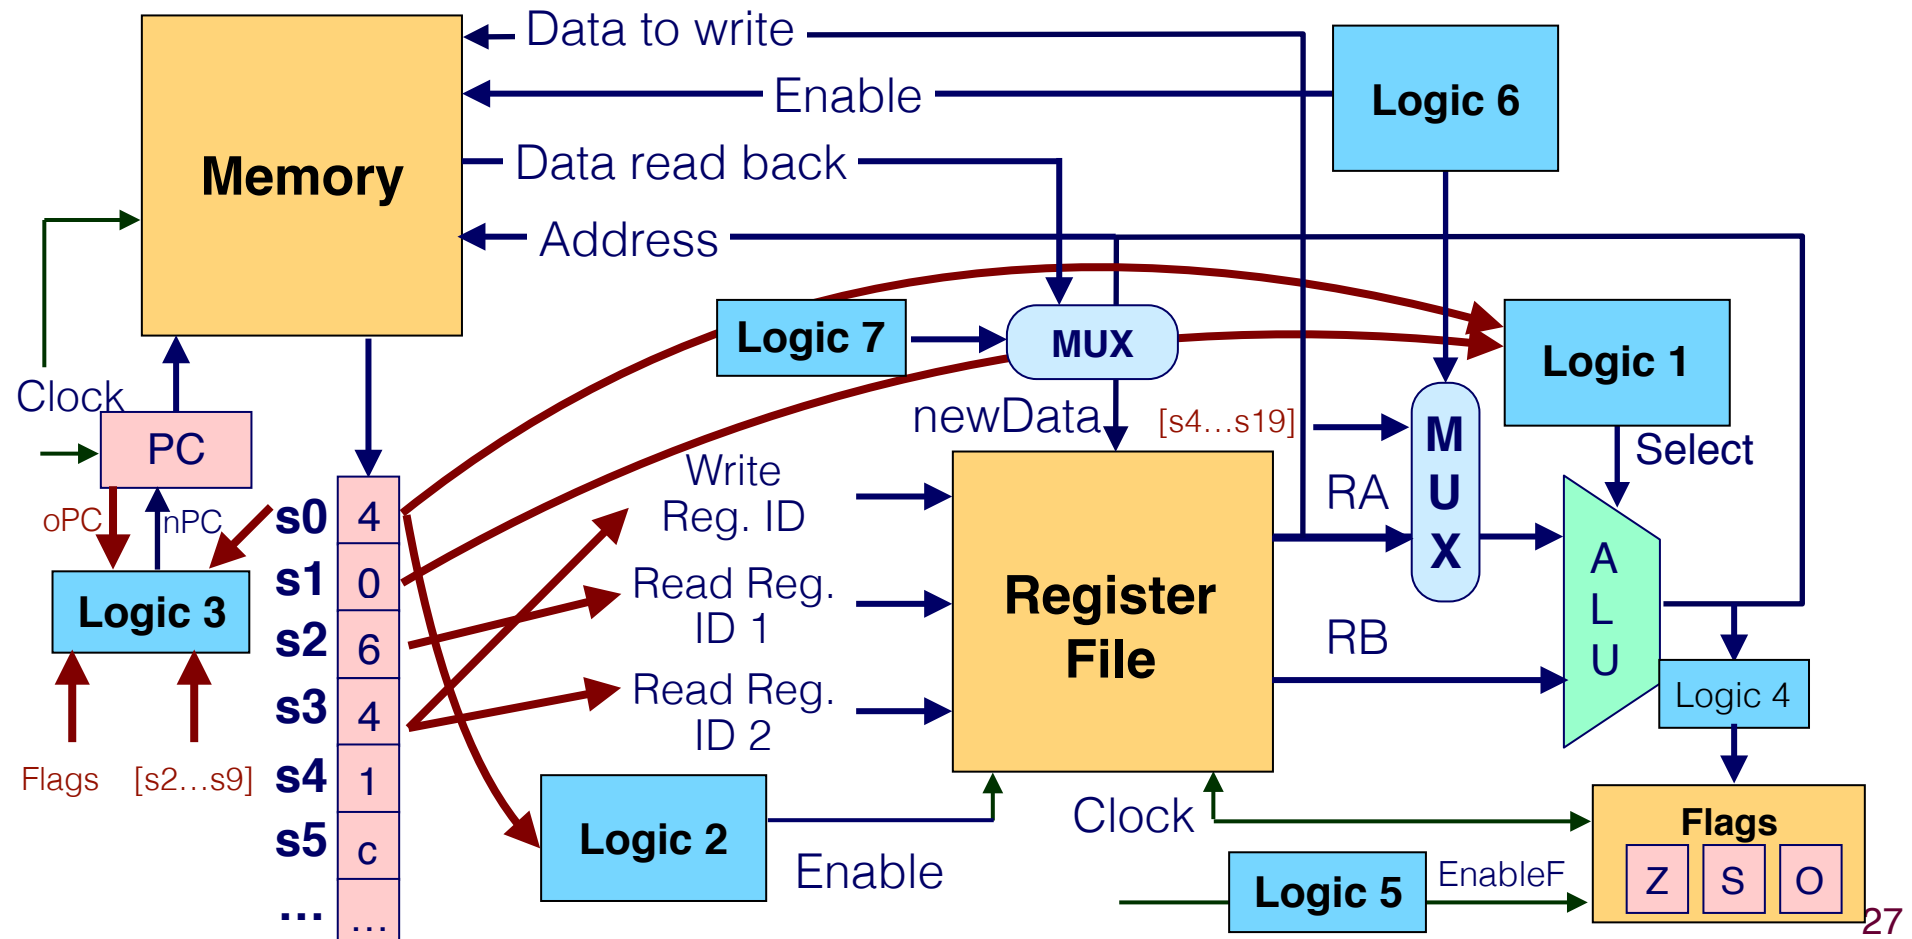 Data to write
Enable
Logic 6
Memory
Data read back
Address
Logic 7
MUX
Logic 1
Clock
newData
[s4...s19]
M
U
X
Select
PC
Write
Reg. ID
RA
oPC
nPC
s0 4
s1 0
s2 6
s3 4
s4 1
s5 c
... ...
Logic 3
Read Reg.
ID 1
Register
File
A
L
U
RB
Read Reg.
ID 2
Logic 4
Flags
[s2...s9]
Logic 2
Enable
Clock
Flags
Z S O
Logic 5
EnableF
27